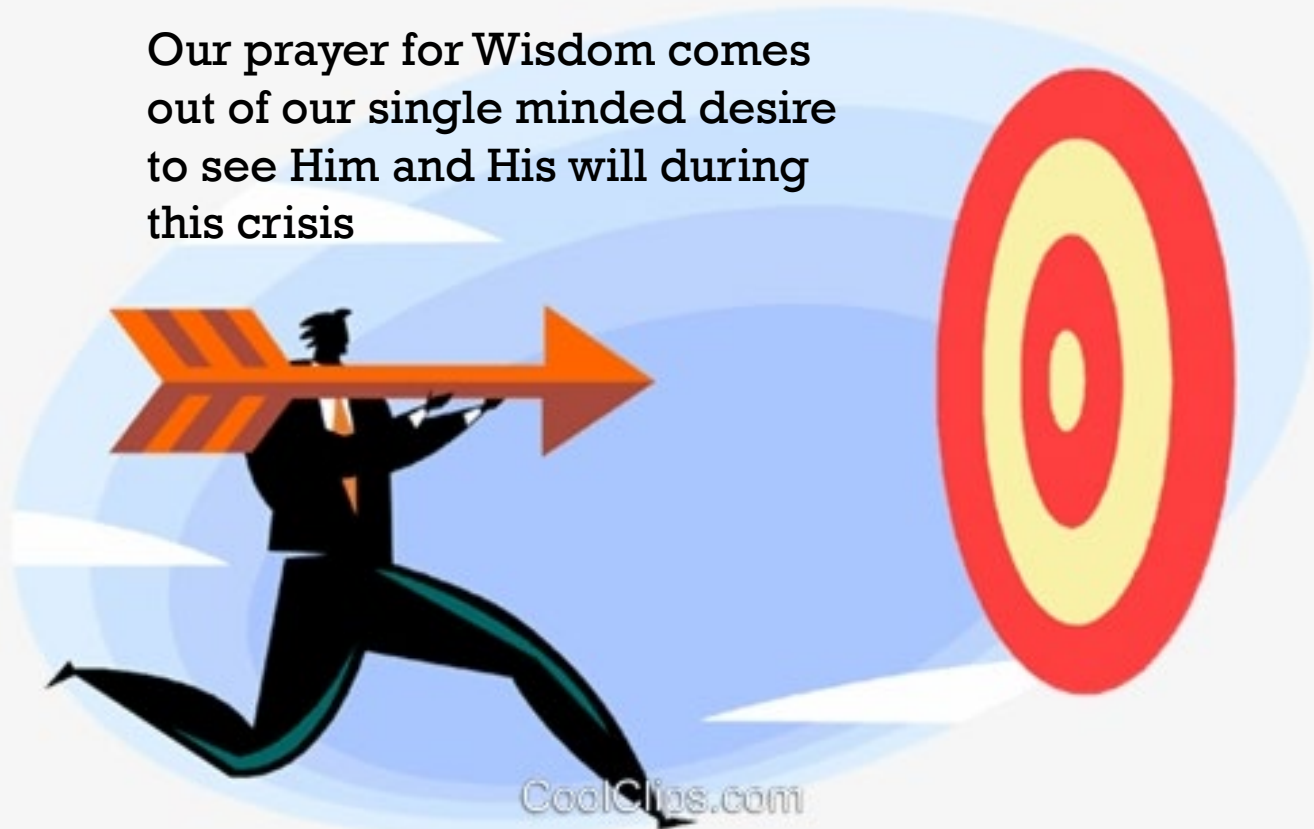 Our prayer for Wisdom comes
out of our single minded desire
to see Him and His will during
this crisis
CoolClips.com